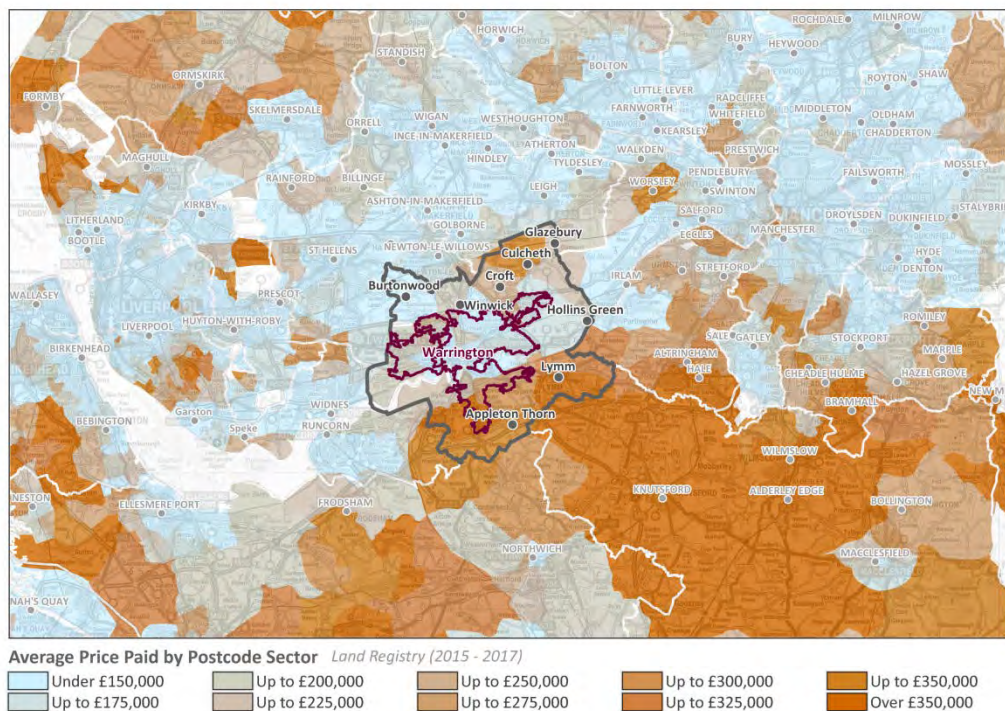 ROCHDALE
MILNROW
HORWICH
BURY
HEYWOOD
STANDISH
BOLTON
ROYTON
SHAW
ORMSKIRK
LITTLE LEVER
FORMBY
SKELMERSDALE
ORRELL
WIGAN
WESTHOUGHTON
FARNWORTH
RADCLIFFE
WHITEFIELD
MIDDLETON
OLDHAM
CHADDERTON
INCE-IN-MAKERFIELD
ATHERTON
KEARSLEY
MAGHULL
HINDLEY
TYLDESLEY
WALKDEN
PRESTWICH
MOSSLEY
RAINFORD
BILLINGE
LEIGH
WORSLEY
PENDLEBURY
SWINTON
FAILSWORTH
KIRKBY
ASHTON-IN-MAKERFIELD
GOLBORNE
SALFORD
DROYLSDEN
STALYBRI
LITHERLAND
BOOTLE
Glazebury
ECCLES
MANCHESTER
DUKINFIELD
ST HELENS
NEWTON-LE-WILLOWS
Culcheth
HYDE
DENTON
Croft
IRLAM
STRETFORD
WALLASEY
PRESCOT
Burtonwood
Winwick
Hollins Green
LIVERPOOL
HUYTON-WITH-ROBY
SALE
GATLEY
ROMILEY
STOCKPORT
BIRKENHEAD
Warrington
ALTRINCHAM
HALE
MARPLE
CHEADLE HULME
HAZEL GROVE
Lymm
NEW M
WIDNES
Garston
BEBINGTON
Speke
RUNCORN
Appleton Thorn
BRAMHALL
WILMSLOW
NESTON
ELLESMERE PORT
FRODSHAM
KNUTSFORD
ALDERLEY EDGE
BOLLINGTON
NORTHWICH
MACCLESFIELD
NAH'S QUAY
Average Price Paid by Postcode Sector Land Registry (2015 - 2017)
Under £150,000 Up to £200,000 Up to £250,000 Up to £300,000 Up to £350,000
Up to £175,000 Up to £225,000 Up to £275,000 Up to £325,000 Over £350,000